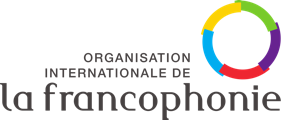 ORGANISATION
INTERNATIONALE DE
la francophonie